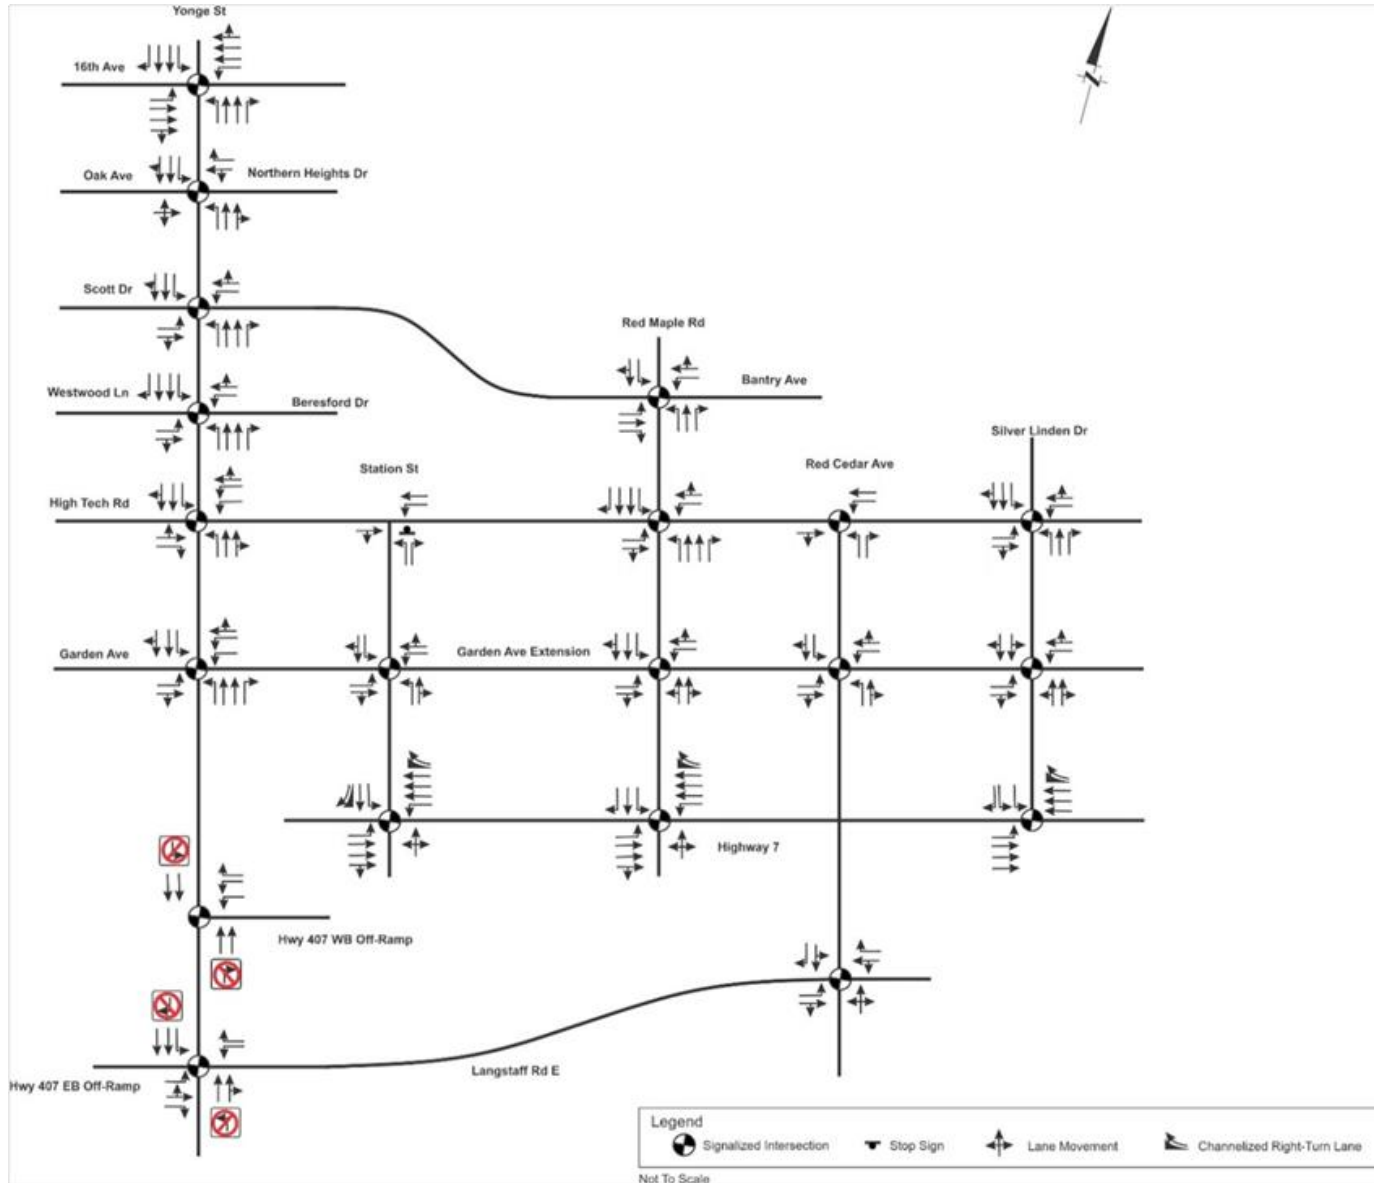 Yonge St
16th Ave
Oak Ave
Northern Heights Dr
Scott Dr
Red Maple Rd
Westwood Ln
Beresford Dr
Bantry Ave
Silver Linden Dr
Station St
Red Cedar Ave
High Tech Rd
Garden Ave
Garden Ave Extension
Highway 7
Hwy 407 WB Off-Ramp
Hwy 407 EB Off-Ramp
Langstaff Rd E
Legend
Signalized Intersection
Stop Sign
Lane Movement
Channelized Right-Turn Lane
Not To Scale
N